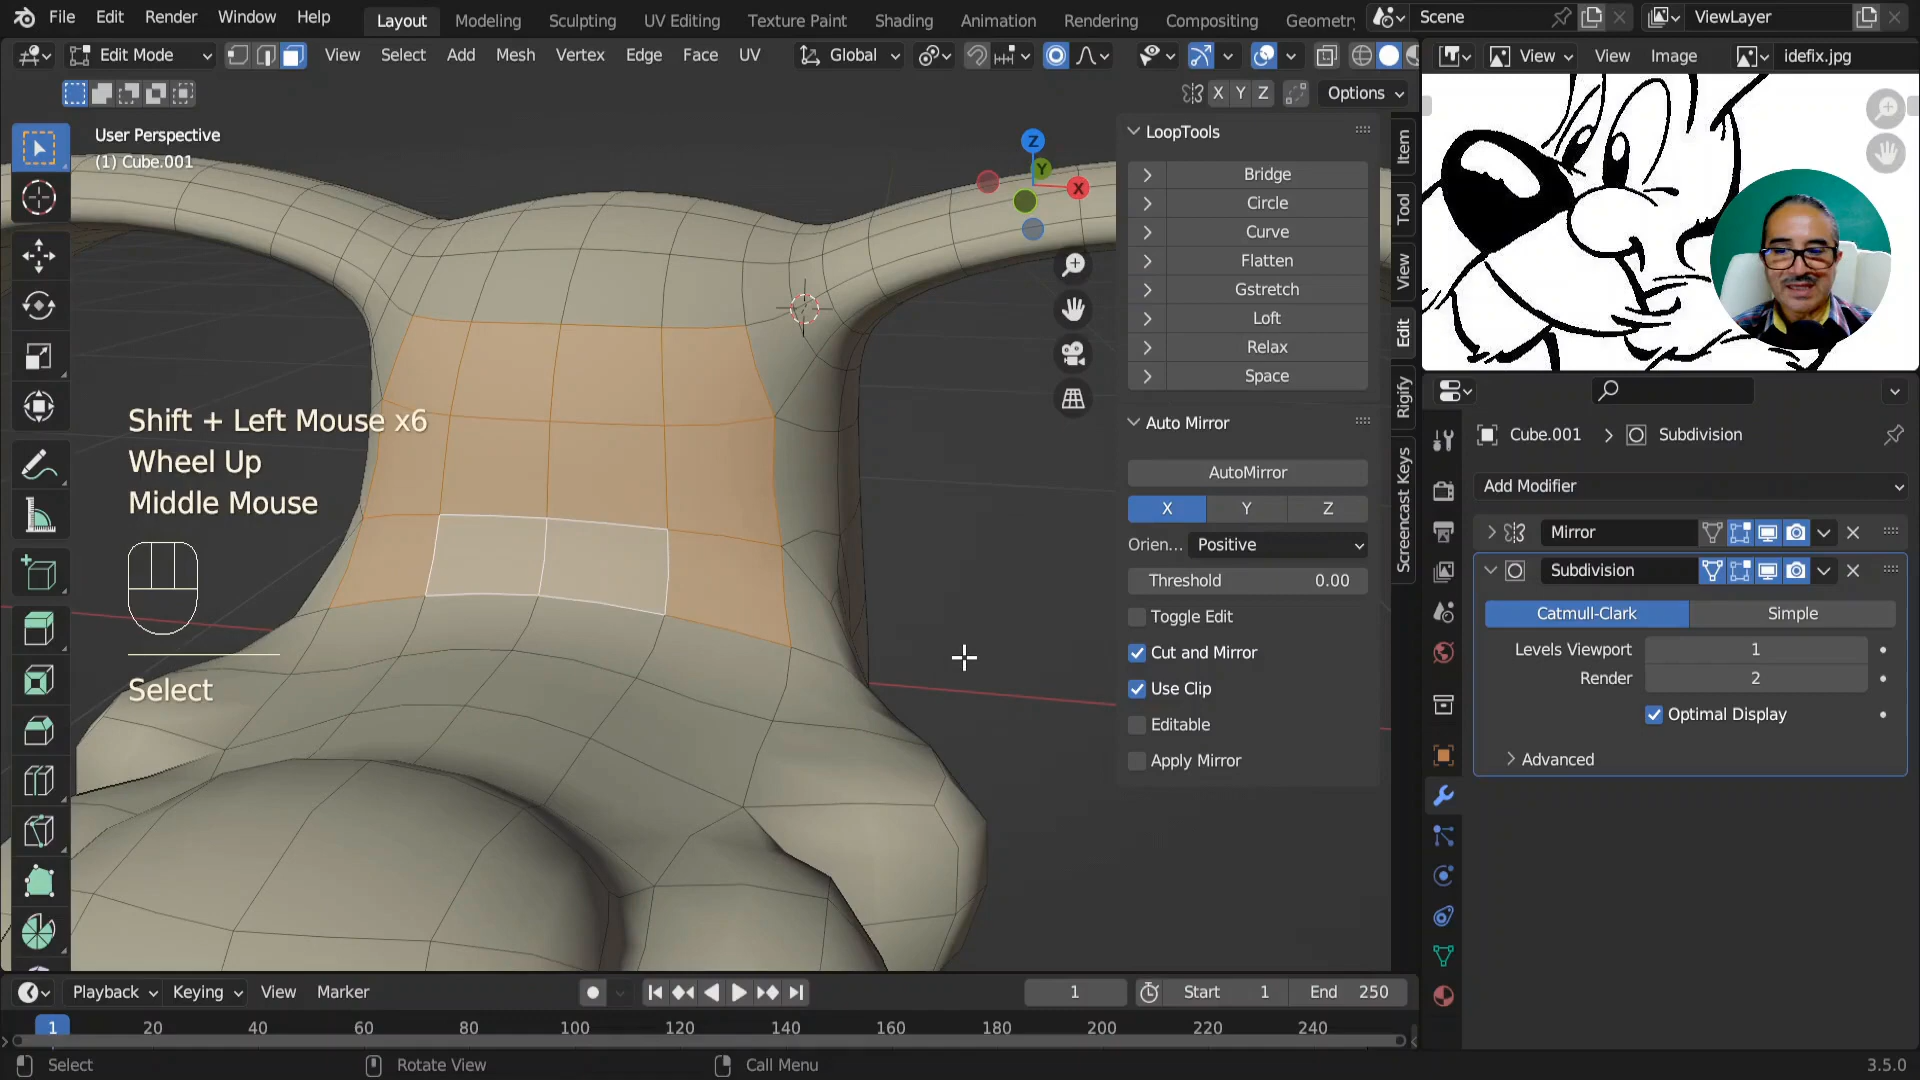 File Edit Render Window Help Layout Modeling Sculpting UV Editing Texture Paint Shading Animation Rendering Compositing Geometr Scene ViewLayer
Edit Mode View Select Add Mesh Vertex Edge Face UV Global View View Image idefix.jpg
X Y Z Options
User Perspective
(1) Cube.001
Z
Y
X
LoopTools
Bridge
Circle
Curve
Flatten
Gstretch
Loft
Relax
Space
Auto Mirror
AutoMirror
X Y Z
Orien... Positive
Threshold 0.00
Toggle Edit
Cut and Mirror
Use Clip
Editable
Apply Mirror
Item
Tool
View
Edit
Rigify
Screencast Keys
Shift + Left Mouse x6
Wheel Up
Middle Mouse
Select
Cube.001 Subdivision
Add Modifier
Mirror
Subdivision
Catmull-Clark Simple
Levels Viewport 1
Render 2
Optimal Display
Advanced
Playback Keying View Marker 1 Start 1 End 250
1 20 40 60 80 100 120 140 160 180 200 220 240
Select Rotate View Call Menu 3.5.0